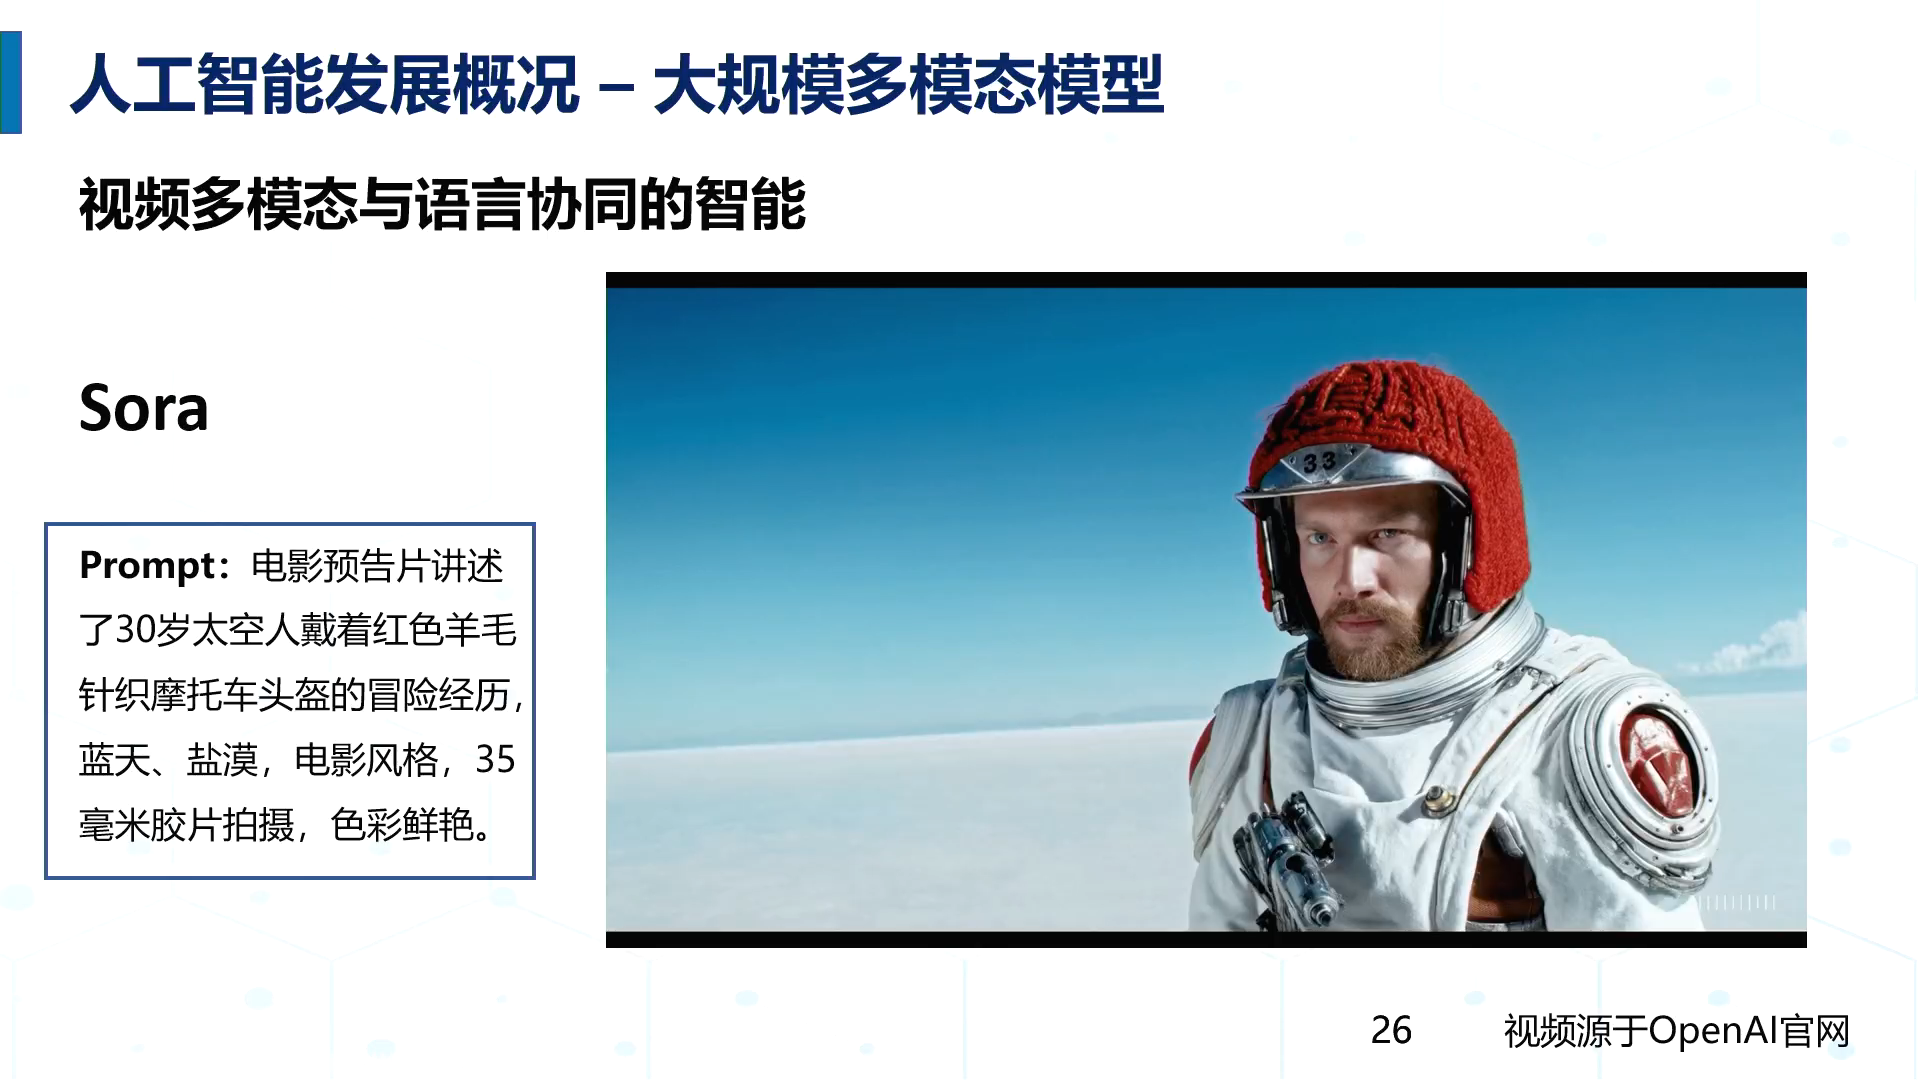 人工智能发展概况 – 大规模多模态模型
视频多模态与语言协同的智能
Sora
33
Prompt：电影预告片讲述
了30岁太空人戴着红色羊毛
针织摩托车头盔的冒险经历，
蓝天、盐漠，电影风格，35
毫米胶片拍摄，色彩鲜艳。
26
视频源于OpenAI官网